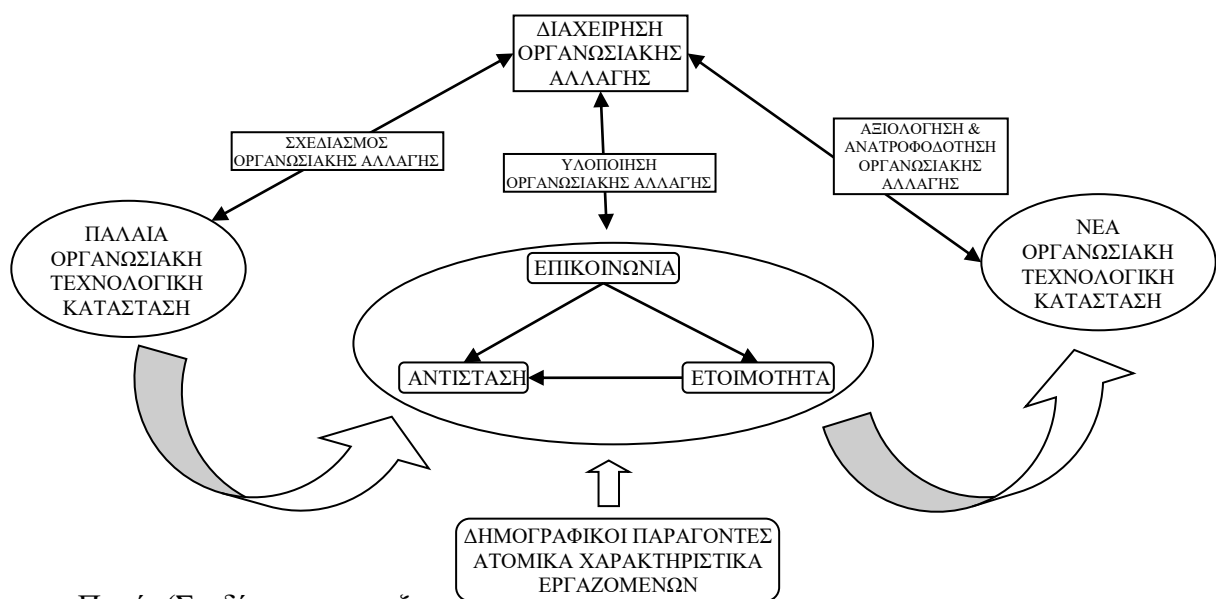 ΔΙΑΧΕΙΡΗΣΗ
ΟΡΓΑΝΩΣΙΑΚΗΣ
ΑΛΛΑΓΗΣ
ΣΧΕΔΙΑΣΜΟΣ
ΟΡΓΑΝΩΣΙΑΚΗΣ ΑΛΛΑΓΗΣ
ΥΛΟΠΟΙΗΣΗ
ΟΡΓΑΝΩΣΙΑΚΗΣ ΑΛΛΑΓΗΣ
ΑΞΙΟΛΟΓΗΣΗ &
ΑΝΑΤΡΟΦΟΔΟΤΗΣΗ
ΟΡΓΑΝΩΣΙΑΚΗΣ
ΑΛΛΑΓΗΣ
ΠΑΛΑΙΑ
ΟΡΓΑΝΩΣΙΑΚΗ
ΤΕΧΝΟΛΟΓΙΚΗ
ΚΑΤΑΣΤΑΣΗ
ΝΕΑ
ΟΡΓΑΝΩΣΙΑΚΗ
ΤΕΧΝΟΛΟΓΙΚΗ
ΚΑΤΑΣΤΑΣΗ
ΕΠΙΚΟΙΝΩΝΙΑ
ΑΝΤΙΣΤΑΣΗ
ΕΤΟΙΜΟΤΗΤΑ
ΔΗΜΟΓΡΑΦΙΚΟΙ ΠΑΡΑΓΟΝΤΕΣ
ΑΤΟΜΙΚΑ ΧΑΡΑΚΤΗΡΙΣΤΙΚΑ
ΕΡΓΑΖΟΜΕΝΩΝ